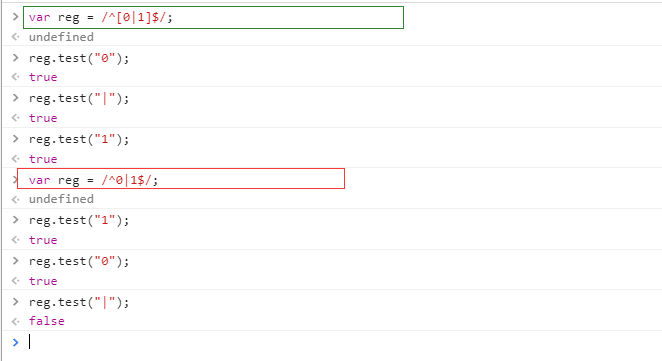 > var reg = /^[0|1]$/;
<· undefined
> reg.test("0");
<· true
> reg.test("|");
<· true
> reg.test("1");
<· true
> var reg = /^0|1$/;
<· undefined
> reg.test("1");
<· true
> reg.test("0");
<· true
> reg.test("|");
<· false
>